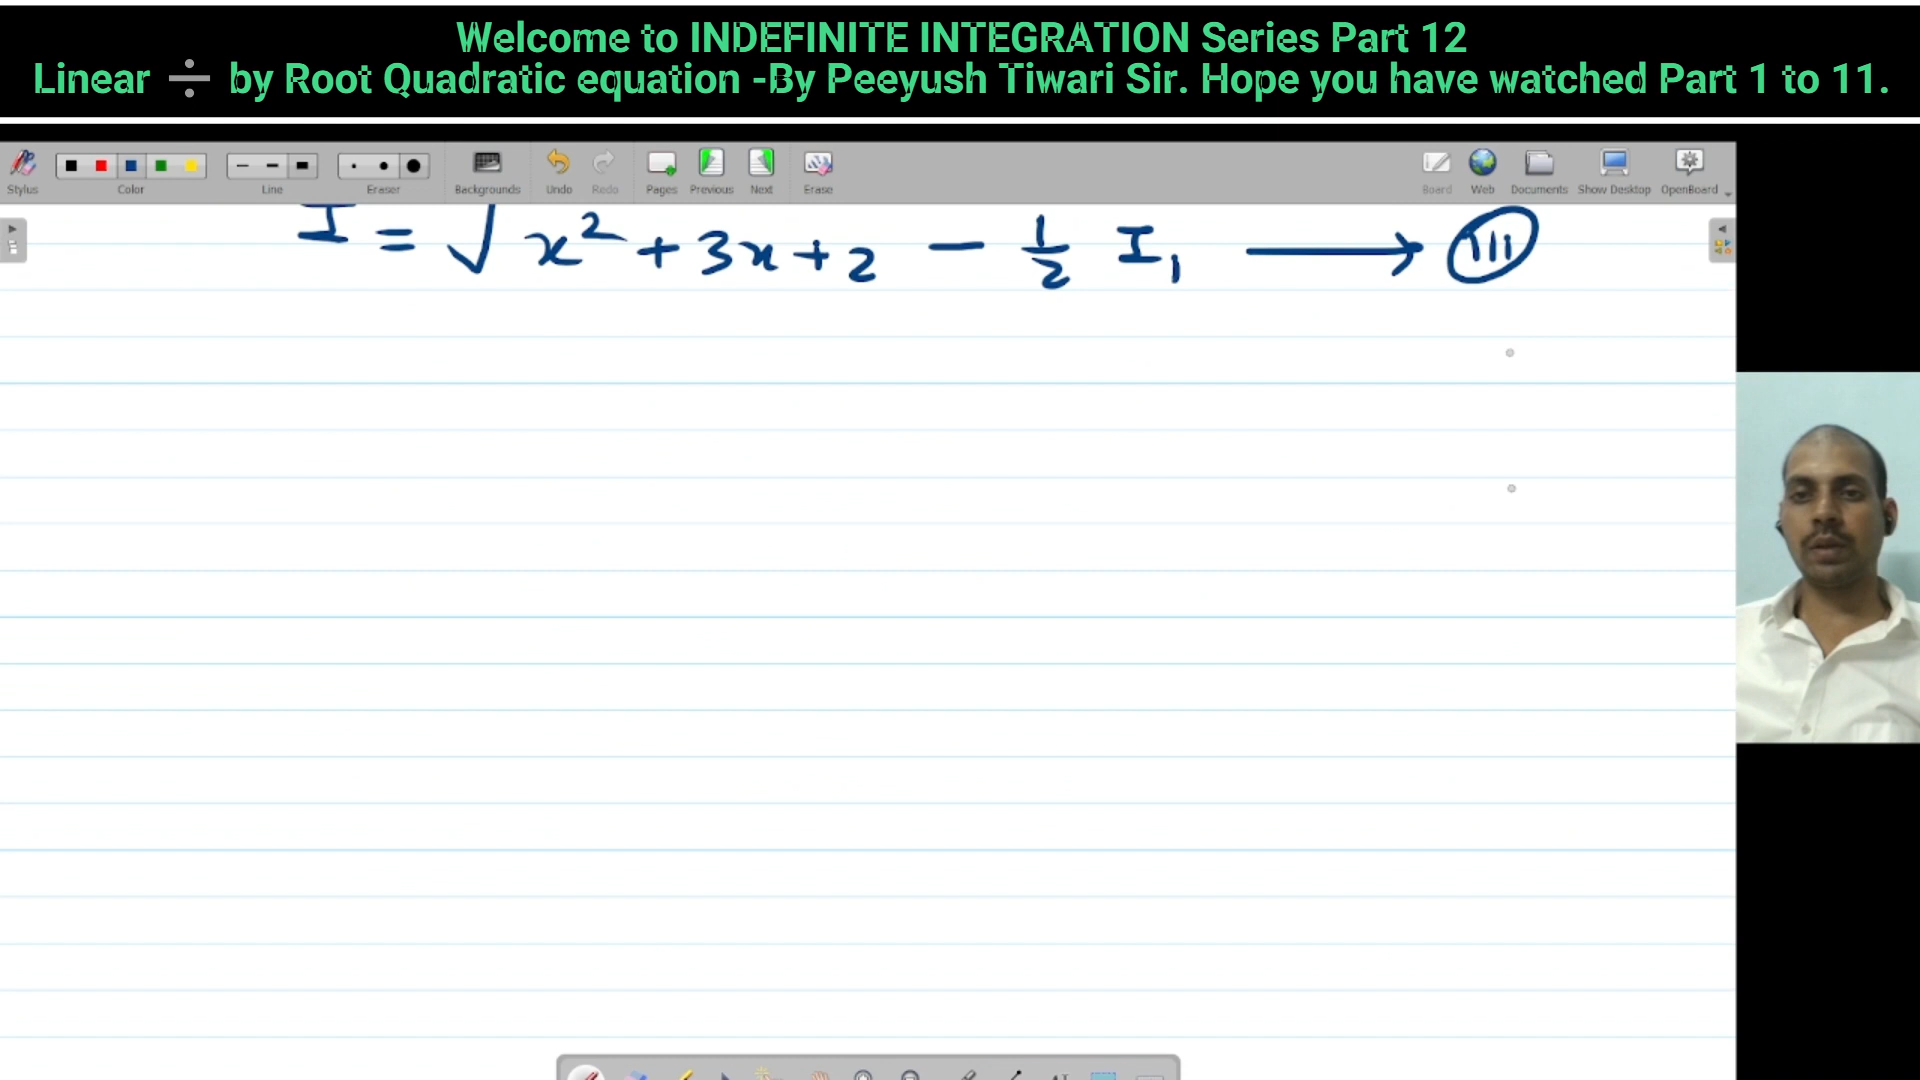 Welcome to INDEFINITE INTEGRATION Series Part 12
Linear ÷ by Root Quadratic equation -By Peeyush Tiwari Sir. Hope you have watched Part 1 to 11.
Stylus Color Line Eraser Backgrounds Undo Redo Pages Previous Next Erase Board Web Documents Show Desktop OpenBoard
I = √ x² + 3x + 2 − 1/2 I₁ ⟶ III